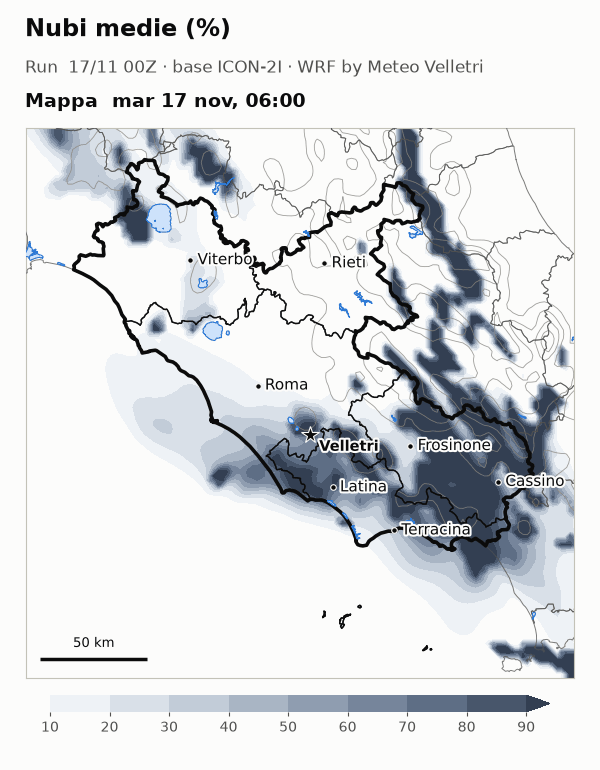 Nubi medie (%)
Run  17/11 00Z · base ICON-2I · WRF by Meteo Velletri
Mappa  mar 17 nov, 06:00
Viterbo
Rieti
Roma
Velletri
Frosinone
Cassino
Latina
Terracina
50 km
10 20 30 40 50 60 70 80 90